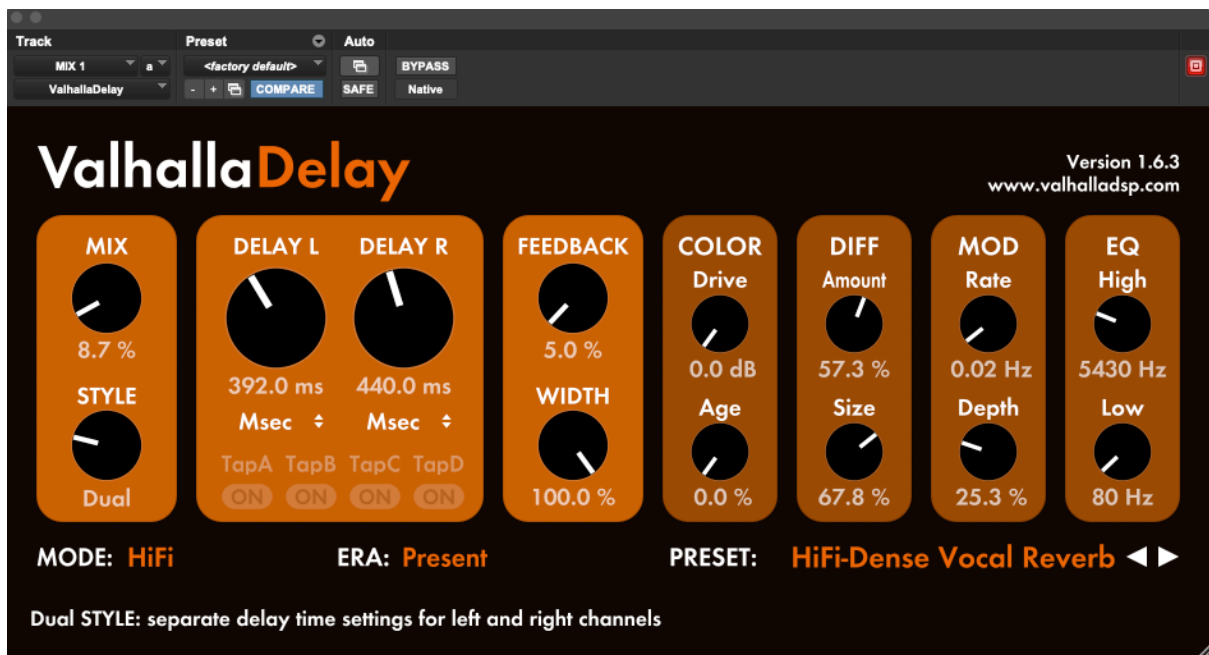 Track Preset Auto
MIX 1 a <factory default> BYPASS
ValhallaDelay - + COMPARE SAFE Native
ValhallaDelay
Version 1.6.3
www.valhalladsp.com
MIX DELAY L DELAY R FEEDBACK COLOR DIFF MOD EQ
Drive Amount Rate High
8.7 % 392.0 ms 440.0 ms 5.0 % 0.0 dB 57.3 % 0.02 Hz 5430 Hz
STYLE Msec Msec WIDTH Age Size Depth Low
TapA TapB TapC TapD
Dual ON ON ON ON 100.0 % 0.0 % 67.8 % 25.3 % 80 Hz
MODE: HiFi ERA: Present PRESET: HiFi-Dense Vocal Reverb
Dual STYLE: separate delay time settings for left and right channels